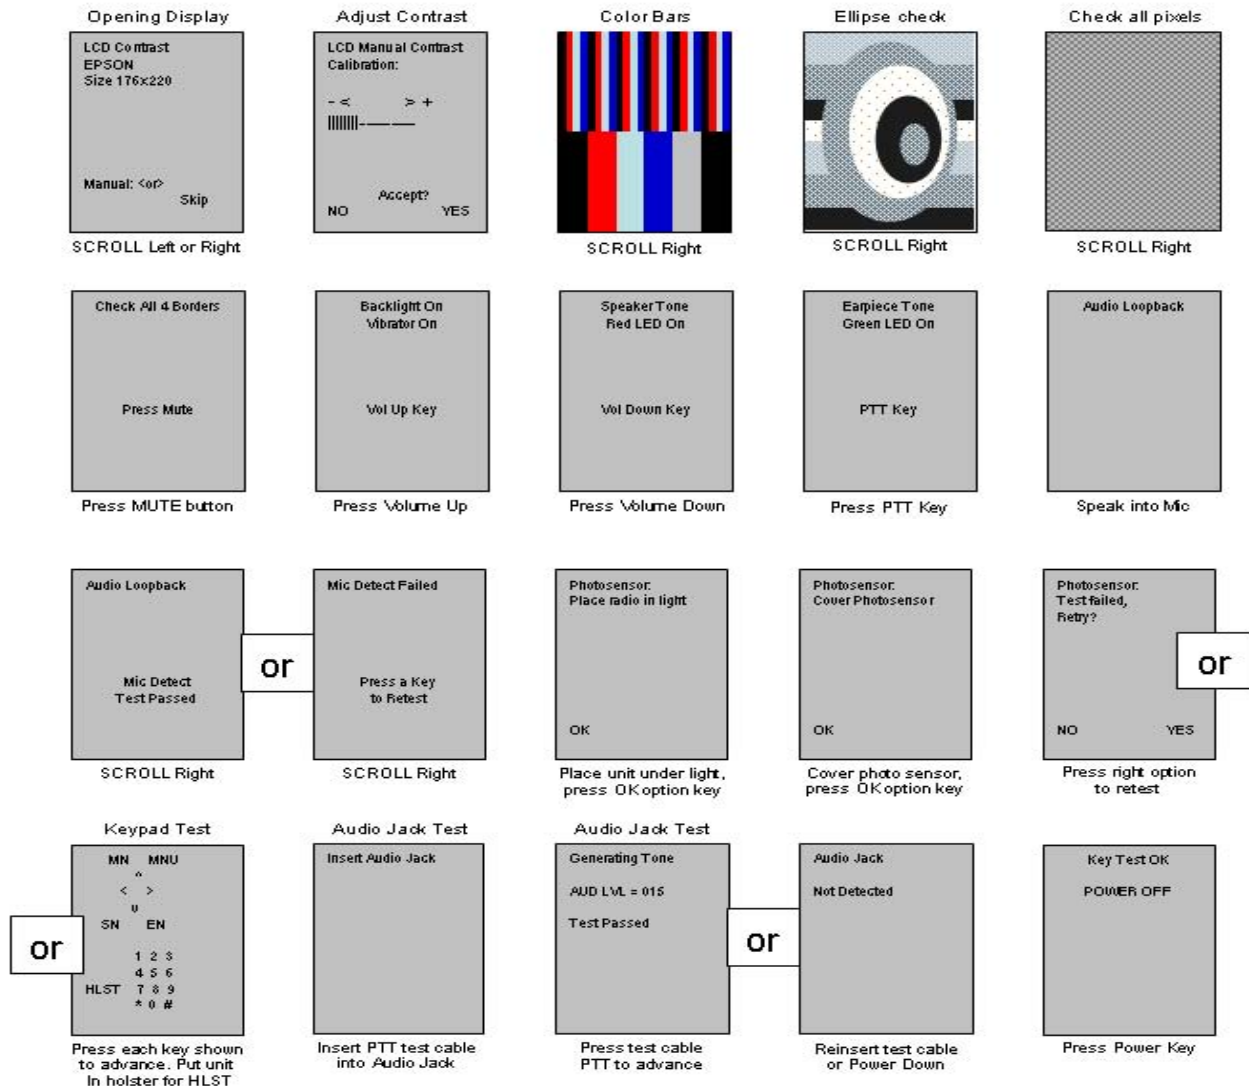 Opening Display
LCD Contrast
EPSON
Size 176x220
Manual: <or>
Skip
SCROLL Left or Right
Adjust Contrast
LCD Manual Contrast
Calibration:
- < > +
||||||||-——
Accept?
NO YES
Color Bars
SCROLL Right
Ellipse check
SCROLL Right
Check all pixels
SCROLL Right
Check All 4 Borders
Press Mute
Press MUTE button
Backlight On
Vibrator On
Vol Up Key
Press Volume Up
Speaker Tone
Red LED On
Vol Down Key
Press Volume Down
Earpiece Tone
Green LED On
PTT Key
Press PTT Key
Audio Loopback
Speak into Mic
Audio Loopback
Mic Detect
Test Passed
SCROLL Right
or
Mic Detect Failed
Press a Key
to Retest
SCROLL Right
Photosensor:
Place radio in light
OK
Place unit under light,
press OK option key
Photosensor:
Cover Photosensor
OK
Cover photo sensor,
press OK option key
Photosensor:
Test failed,
Retry?
NO YES
Press right option
to retest
or
or
Keypad Test
MN MNU
^
< >
υ
SN EN
1 2 3
4 5 6
HLST 7 8 9
* 0 #
Press each key shown
to advance. Put unit
In holster for HLST
Audio Jack Test
Insert Audio Jack
Insert PTT test cable
into Audio Jack
Audio Jack Test
Generating Tone
AUD LVL = 015
Test Passed
Press test cable
PTT to advance
or
Audio Jack
Not Detected
Reinsert test cable
or Power Down
Key Test OK
POWER OFF
Press Power Key